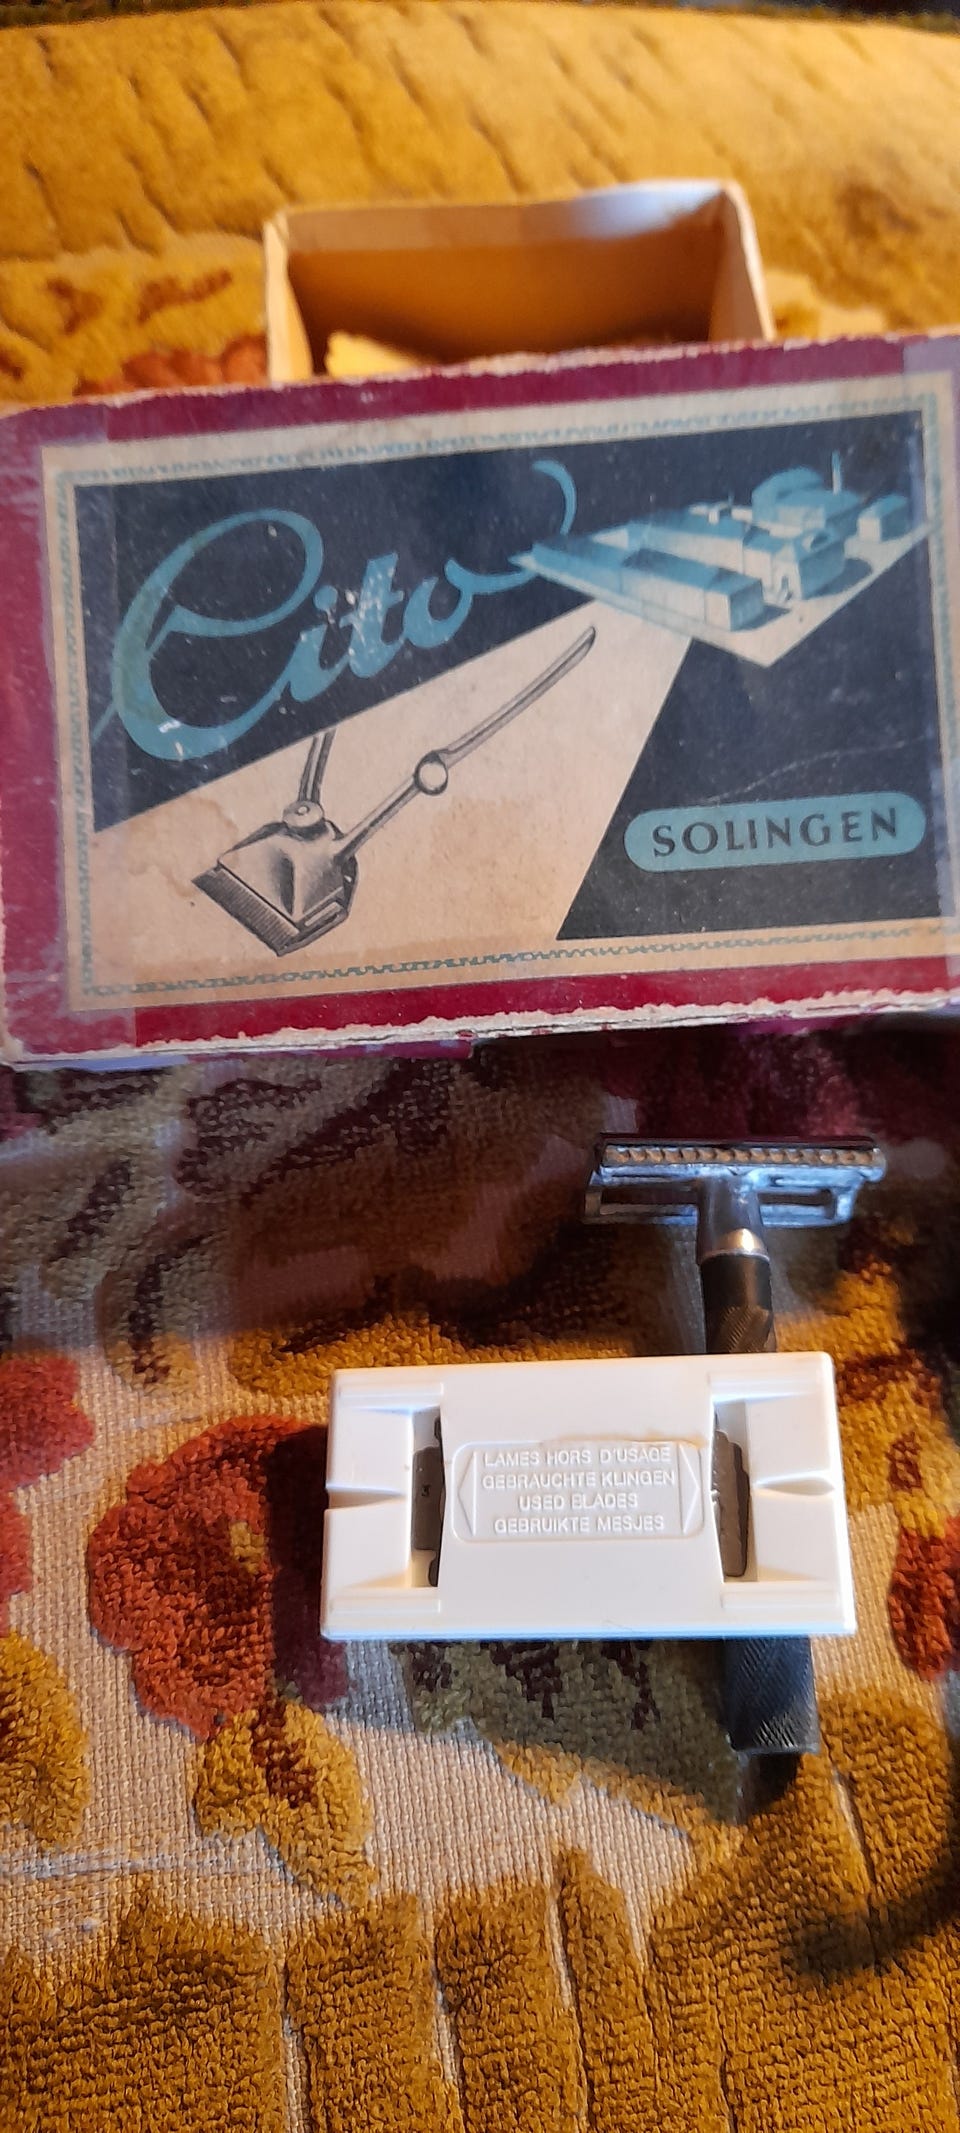 Cito
SOLINGEN
LAMES HORS D'USAGE
GEBRAUCHTE KLINGEN
USED BLADES
GEBRUIKTE MESJES